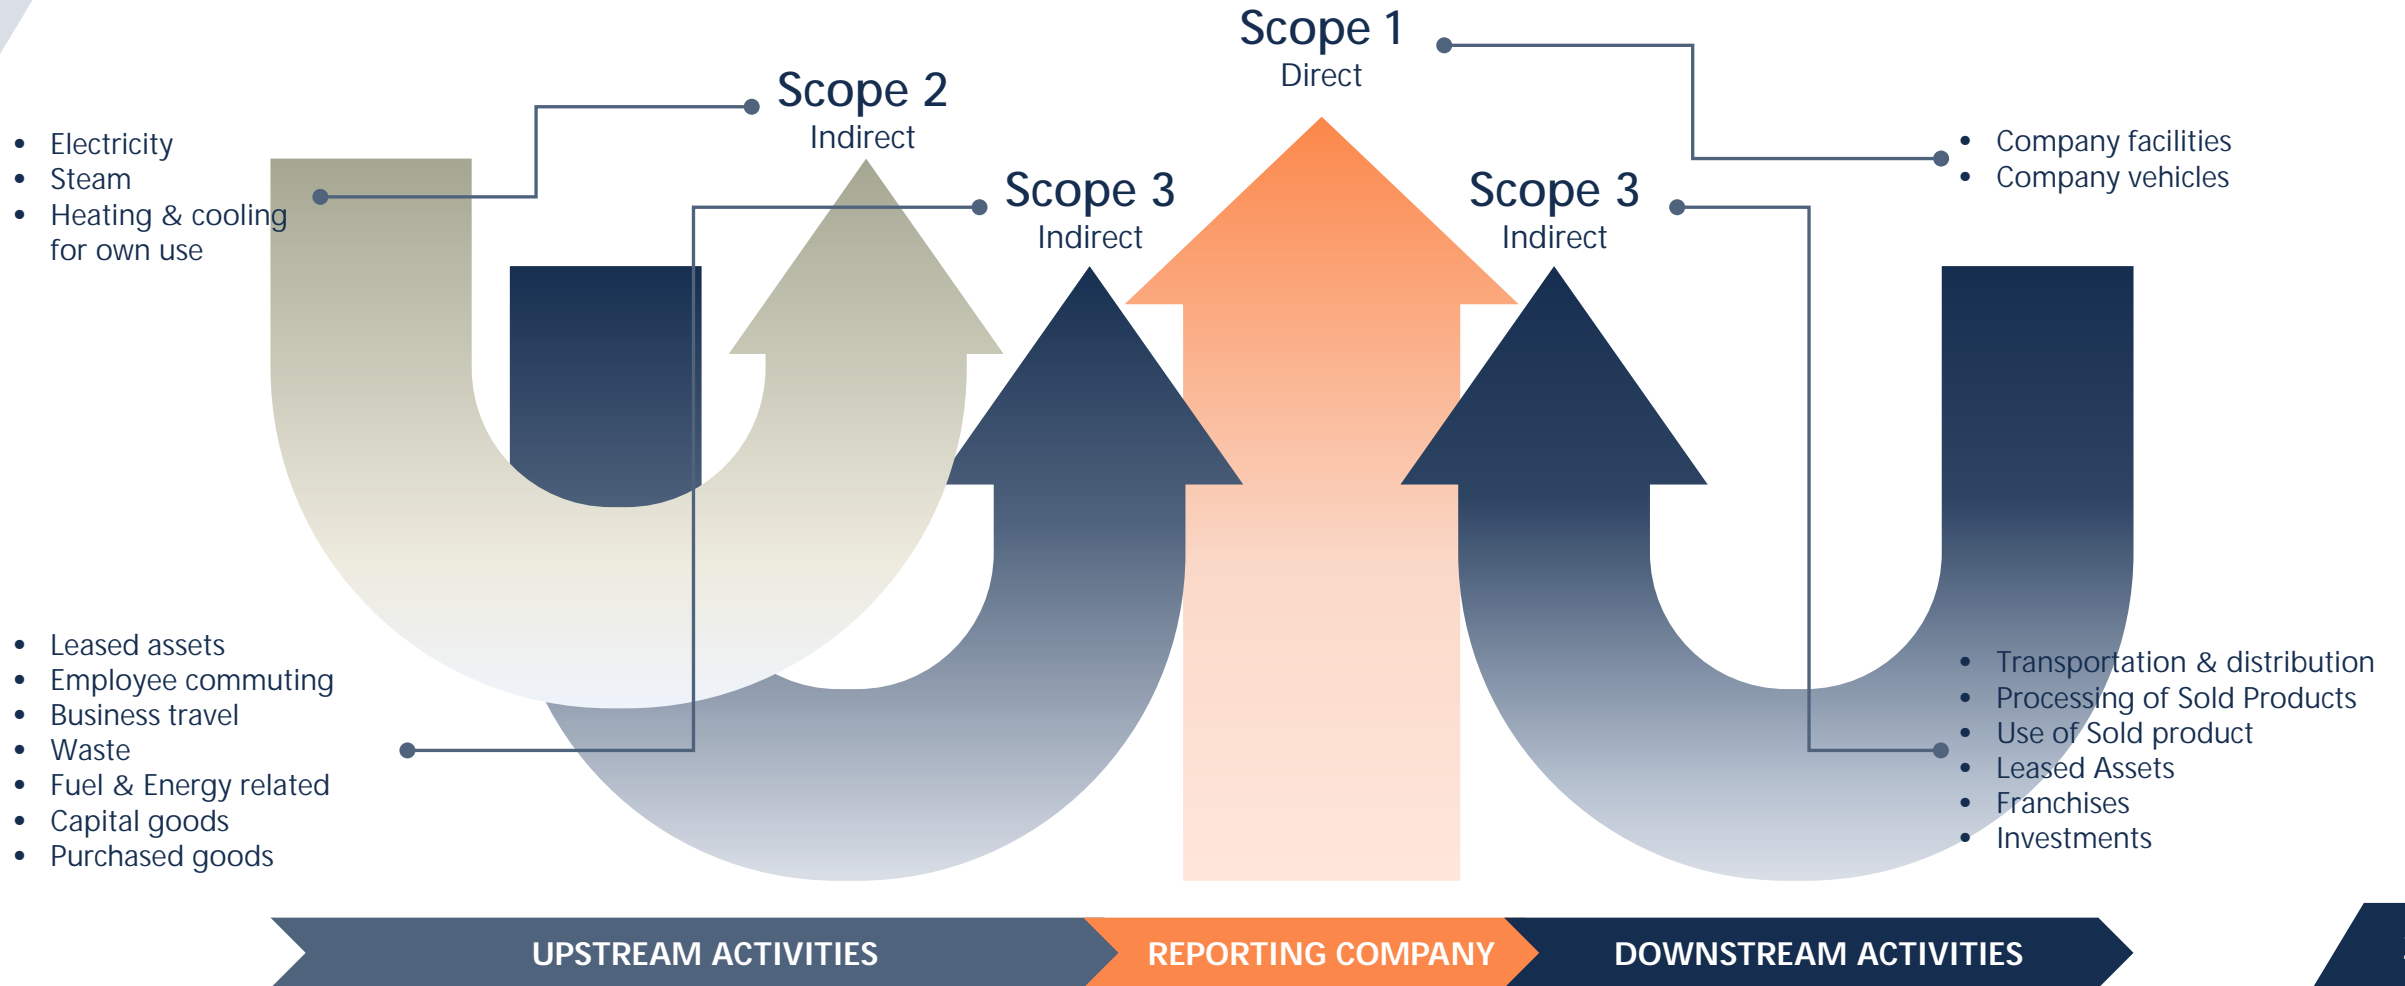 Scope 1
Direct
Scope 2
Indirect
• Electricity
• Steam
• Heating & cooling
for own use
• Company facilities
• Company vehicles
Scope 3
Indirect
Scope 3
Indirect
• Leased assets
• Employee commuting
• Business travel
• Waste
• Fuel & Energy related
• Capital goods
• Purchased goods
• Transportation & distribution
• Processing of Sold Products
• Use of Sold product
• Leased Assets
• Franchises
• Investments
UPSTREAM ACTIVITIES
REPORTING COMPANY
DOWNSTREAM ACTIVITIES